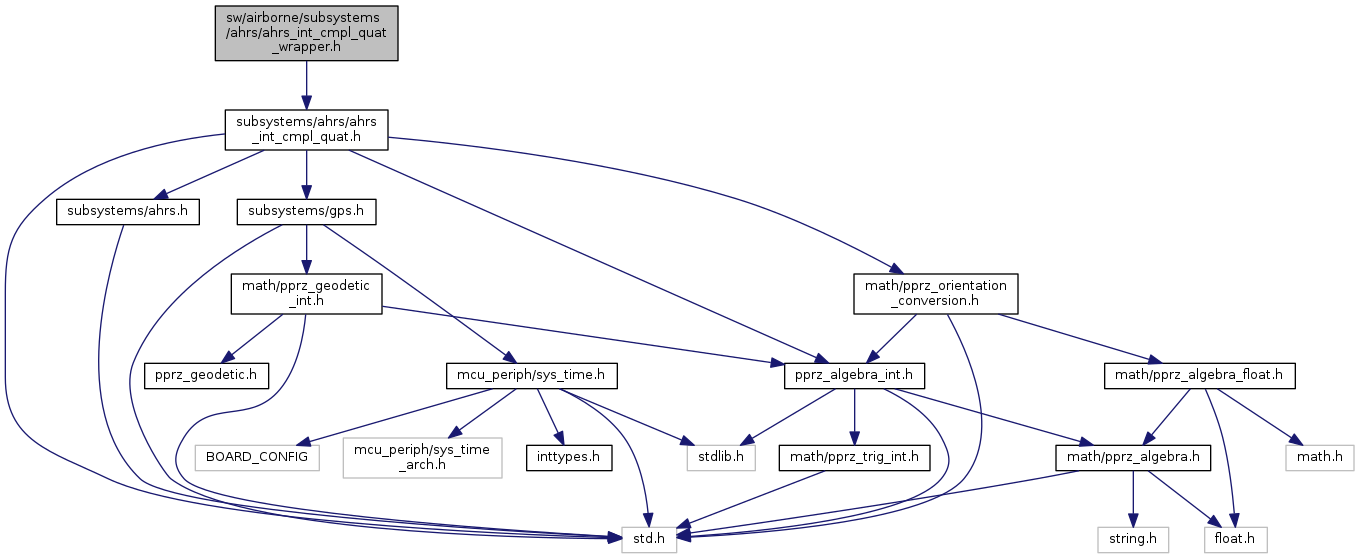 sw/airborne/subsystems
/ahrs/ahrs_int_cmpl_quat
_wrapper.h
subsystems/ahrs/ahrs
_int_cmpl_quat.h
subsystems/ahrs.h
subsystems/gps.h
math/pprz_geodetic
_int.h
math/pprz_orientation
_conversion.h
pprz_geodetic.h
mcu_periph/sys_time.h
pprz_algebra_int.h
math/pprz_algebra_float.h
BOARD_CONFIG
mcu_periph/sys_time
_arch.h
inttypes.h
stdlib.h
math/pprz_trig_int.h
math/pprz_algebra.h
math.h
std.h
string.h
float.h